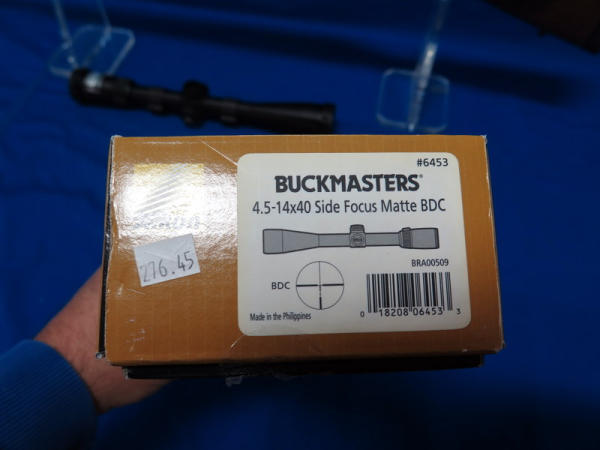 #6453
BUCKMASTERS®
4.5-14x40 Side Focus Matte BDC
BRA00509
BDC
Made in the Philippines
0 18208 06453 3
276.45